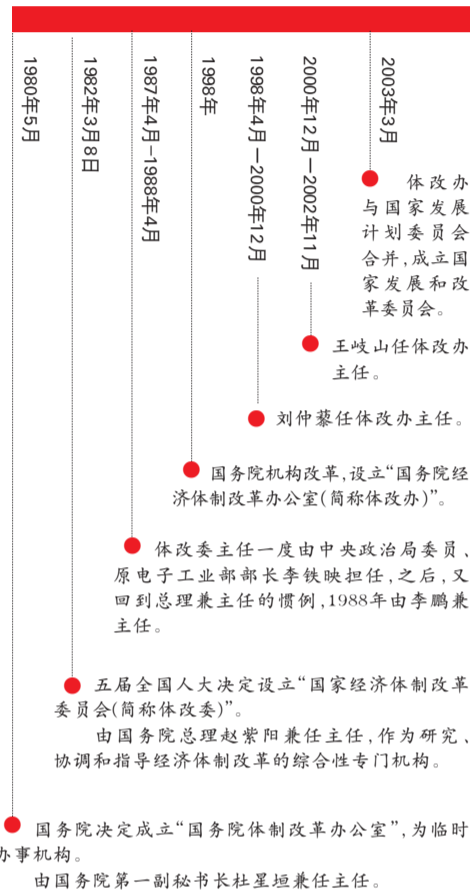 2003年3月
体改办
与国家发展
计划委员会
合并,成立国
家发展和改
革委员会。
2000年12月—2002年11月
王岐山任体改办
主任。
1998年4月—2000年12月
刘仲藜任体改办主任。
1998年
国务院机构改革,设立“国务院经
济体制改革办公室(简称体改办)”。
1987年4月-1988年4月
体改委主任一度由中央政治局委员、
原电子工业部部长李铁映担任,之后,又
回到总理兼主任的惯例,1988年由李鹏兼
主任。
1982年3月8日
五届全国人大决定设立“国家经济体制改革
委员会(简称体改委)”。
由国务院总理赵紫阳兼任主任,作为研究、
协调和指导经济体制改革的综合性专门机构。
1980年5月
国务院决定成立“国务院体制改革办公室”,为临时
办事机构。
由国务院第一副秘书长杜星垣兼任主任。